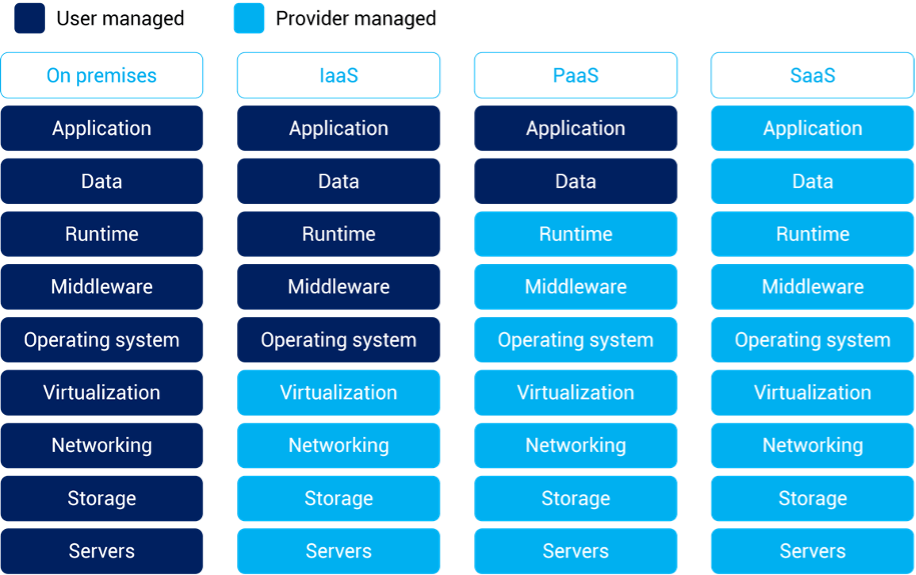 User managed
Provider managed
On premises
IaaS
PaaS
SaaS
Application
Application
Application
Application
Data
Data
Data
Data
Runtime
Runtime
Runtime
Runtime
Middleware
Middleware
Middleware
Middleware
Operating system
Operating system
Operating system
Operating system
Virtualization
Virtualization
Virtualization
Virtualization
Networking
Networking
Networking
Networking
Storage
Storage
Storage
Storage
Servers
Servers
Servers
Servers